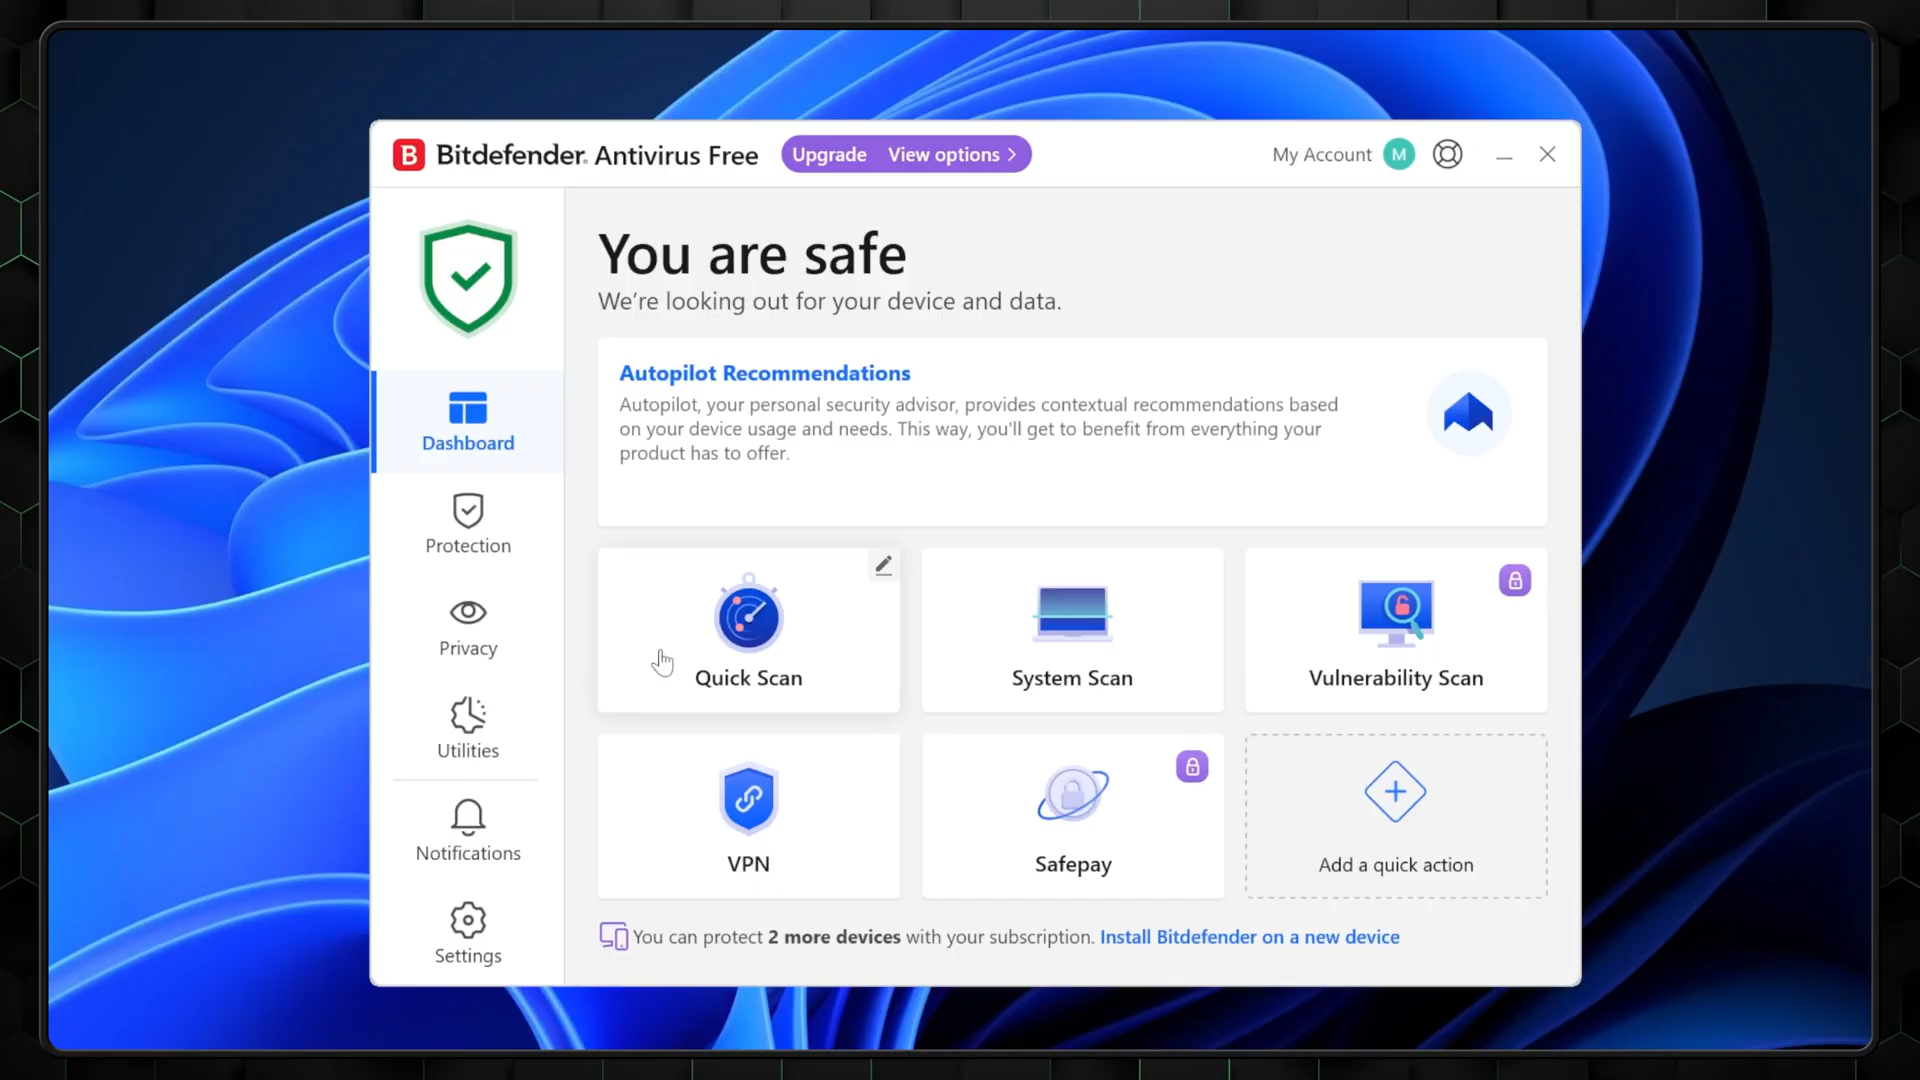 B Bitdefender. Antivirus Free
Upgrade View options
My Account M
You are safe
We're looking out for your device and data.
Autopilot Recommendations
Autopilot, your personal security advisor, provides contextual recommendations based
on your device usage and needs. This way, you'll get to benefit from everything your
product has to offer.
Dashboard
Protection
Privacy
Utilities
Notifications
Settings
Quick Scan
System Scan
Vulnerability Scan
VPN
Safepay
Add a quick action
You can protect 2 more devices with your subscription. Install Bitdefender on a new device